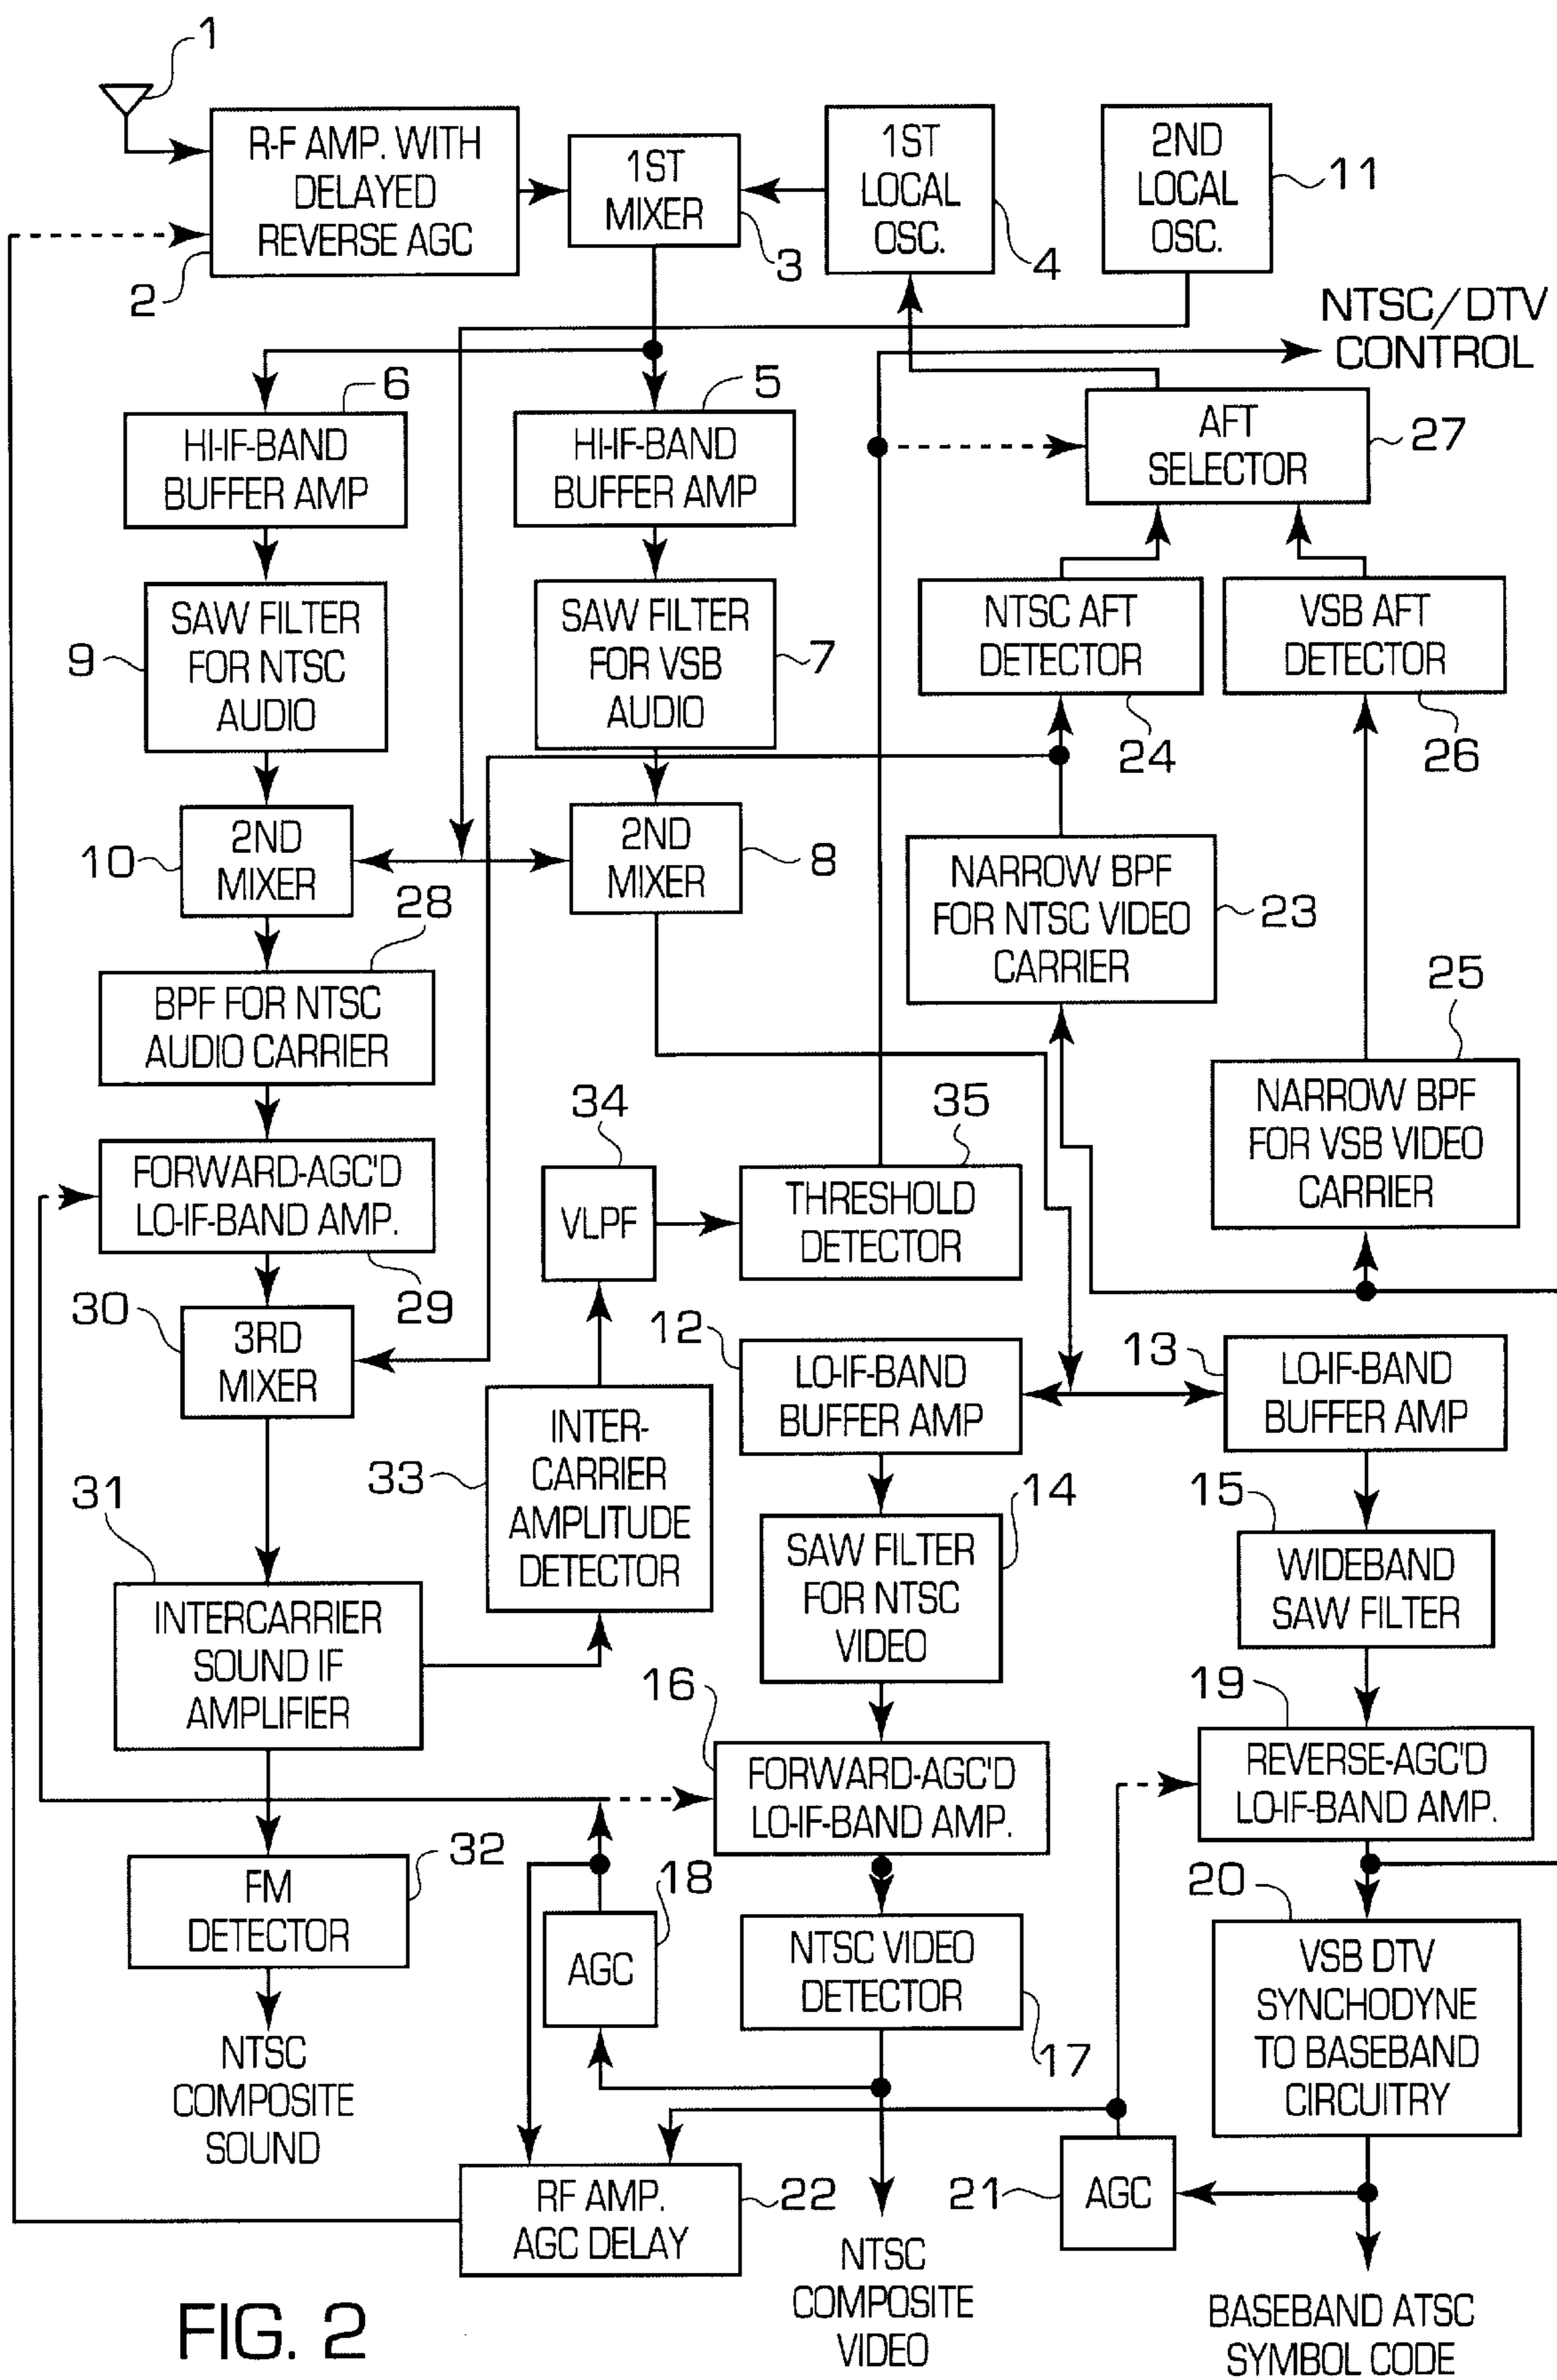 1
R-F AMP. WITH
DELAYED
REVERSE AGC
2
1ST
MIXER
3
1ST
LOCAL
OSC.
4
2ND
LOCAL
OSC.
11
NTSC/DTV
CONTROL
6
HI-IF-BAND
BUFFER AMP
5
HI-IF-BAND
BUFFER AMP
AFT
SELECTOR
27
9
SAW FILTER
FOR NTSC
AUDIO
SAW FILTER
FOR VSB
AUDIO
7
NTSC AFT
DETECTOR
24
VSB AFT
DETECTOR
26
10
2ND
MIXER
2ND
MIXER
8
NARROW BPF
FOR NTSC VIDEO
CARRIER
23
28
BPF FOR NTSC
AUDIO CARRIER
25
NARROW BPF
FOR VSB VIDEO
CARRIER
FORWARD-AGC'D
LO-IF-BAND AMP.
29
34
VLPF
35
THRESHOLD
DETECTOR
30
3RD
MIXER
12
LO-IF-BAND
BUFFER AMP
13
LO-IF-BAND
BUFFER AMP
33
INTER-
CARRIER
AMPLITUDE
DETECTOR
14
SAW FILTER
FOR NTSC
VIDEO
15
WIDEBAND
SAW FILTER
31
INTERCARRIER
SOUND IF
AMPLIFIER
16
FORWARD-AGC'D
LO-IF-BAND AMP.
19
REVERSE-AGC'D
LO-IF-BAND AMP.
32
FM
DETECTOR
18
AGC
NTSC VIDEO
DETECTOR
17
20
VSB DTV
SYNCHODYNE
TO BASEBAND
CIRCUITRY
NTSC
COMPOSITE
SOUND
RF AMP.
AGC DELAY
22
21
AGC
NTSC
COMPOSITE
VIDEO
BASEBAND ATSC
SYMBOL CODE
FIG. 2